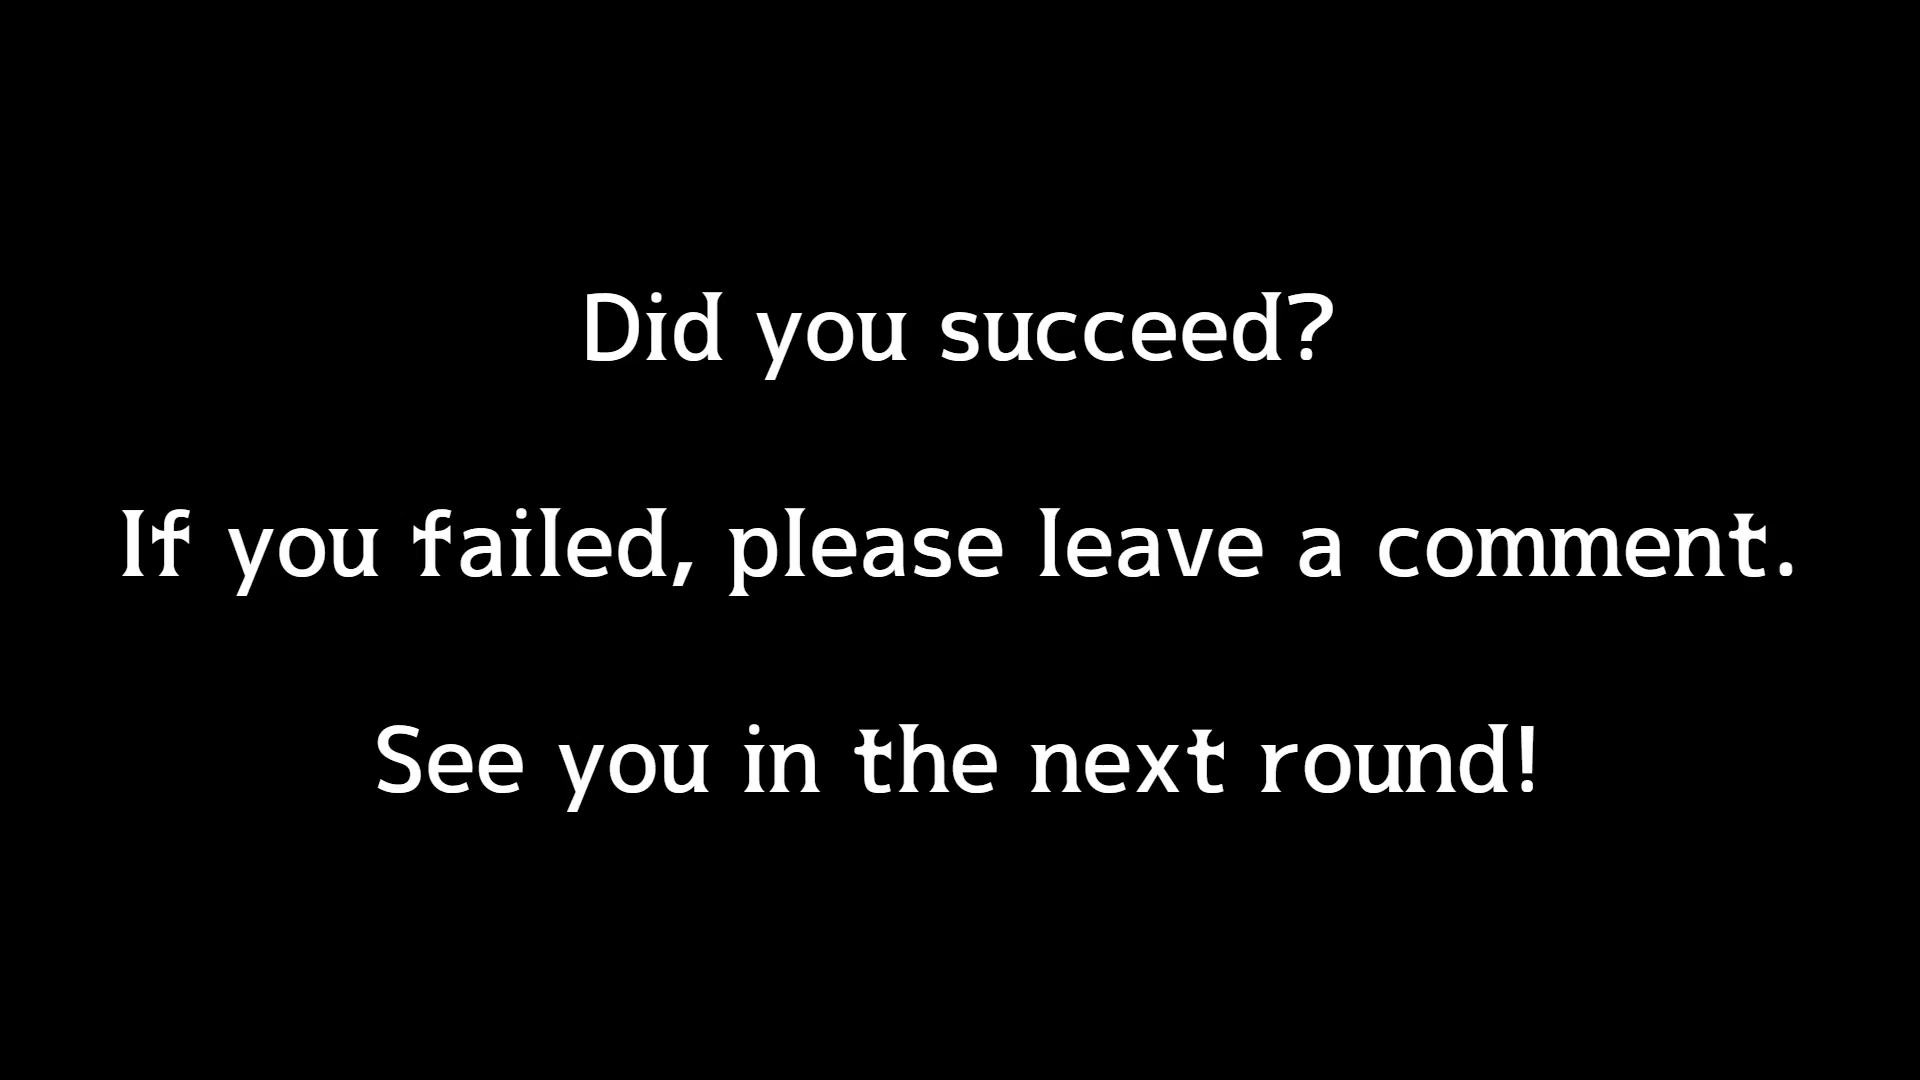 Did you succeed?
If you failed, please leave a comment.
See you in the next round!